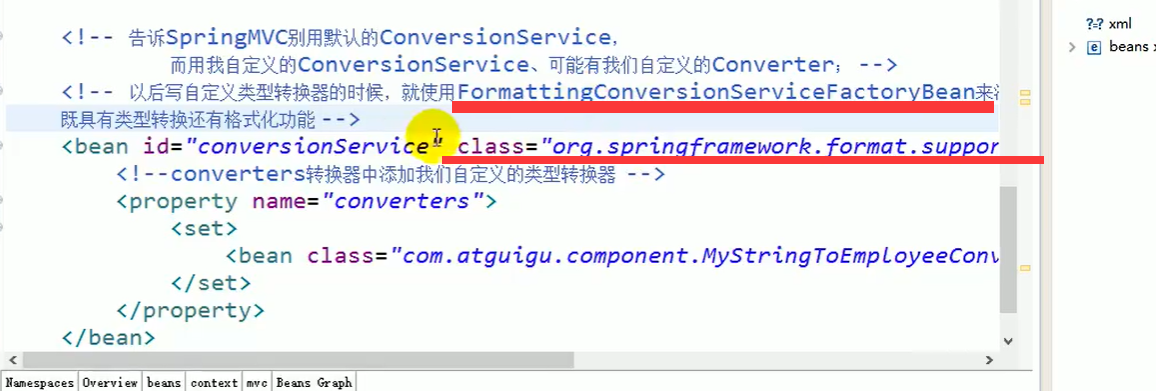 <!-- 告诉SpringMVC别用默认的ConversionService，
而用我自定义的ConversionService、可能有我们自定义的Converter； -->
<!-- 以后写自定义类型转换器的时候，就使用FormattingConversionServiceFactoryBean来
既具有类型转换还有格式化功能 -->
<bean id="conversionService" class="org.springframework.format.suppor
<!--converters转换器中添加我们自定义的类型转换器 -->
<property name="converters">
<set>
<bean class="com.atguigu.component.MyStringToEmployeeConv
</set>
</property>
</bean>
Namespaces Overview beans context mvc Beans Graph
?-? xml
e beans